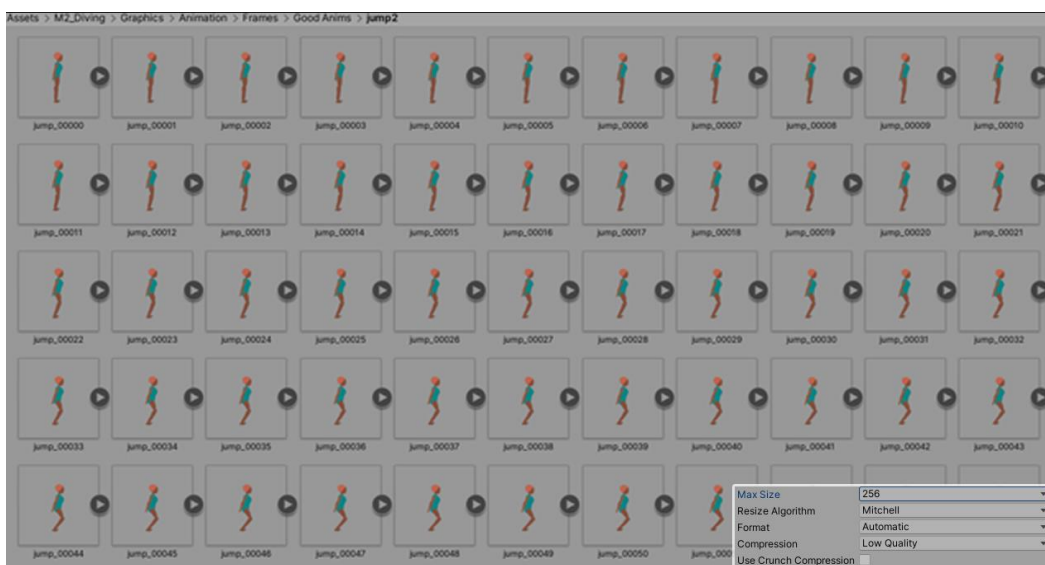 Assets > M2_Diving > Graphics > Animation > Frames > Good Anims > jump2
jump_00000 jump_00001 jump_00002 jump_00003 jump_00004 jump_00005 jump_00006 jump_00007 jump_00008 jump_00009 jump_00010
jump_00011 jump_00012 jump_00013 jump_00014 jump_00015 jump_00016 jump_00017 jump_00018 jump_00019 jump_00020 jump_00021
jump_00022 jump_00023 jump_00024 jump_00025 jump_00026 jump_00027 jump_00028 jump_00029 jump_00030 jump_00031 jump_00032
jump_00033 jump_00034 jump_00035 jump_00036 jump_00037 jump_00038 jump_00039 jump_00040 jump_00041 jump_00042 jump_00043
jump_00044 jump_00045 jump_00046 jump_00047 jump_00048 jump_00049 jump_00050
Max Size 256
Resize Algorithm Mitchell
Format Automatic
Compression Low Quality
Use Crunch Compression